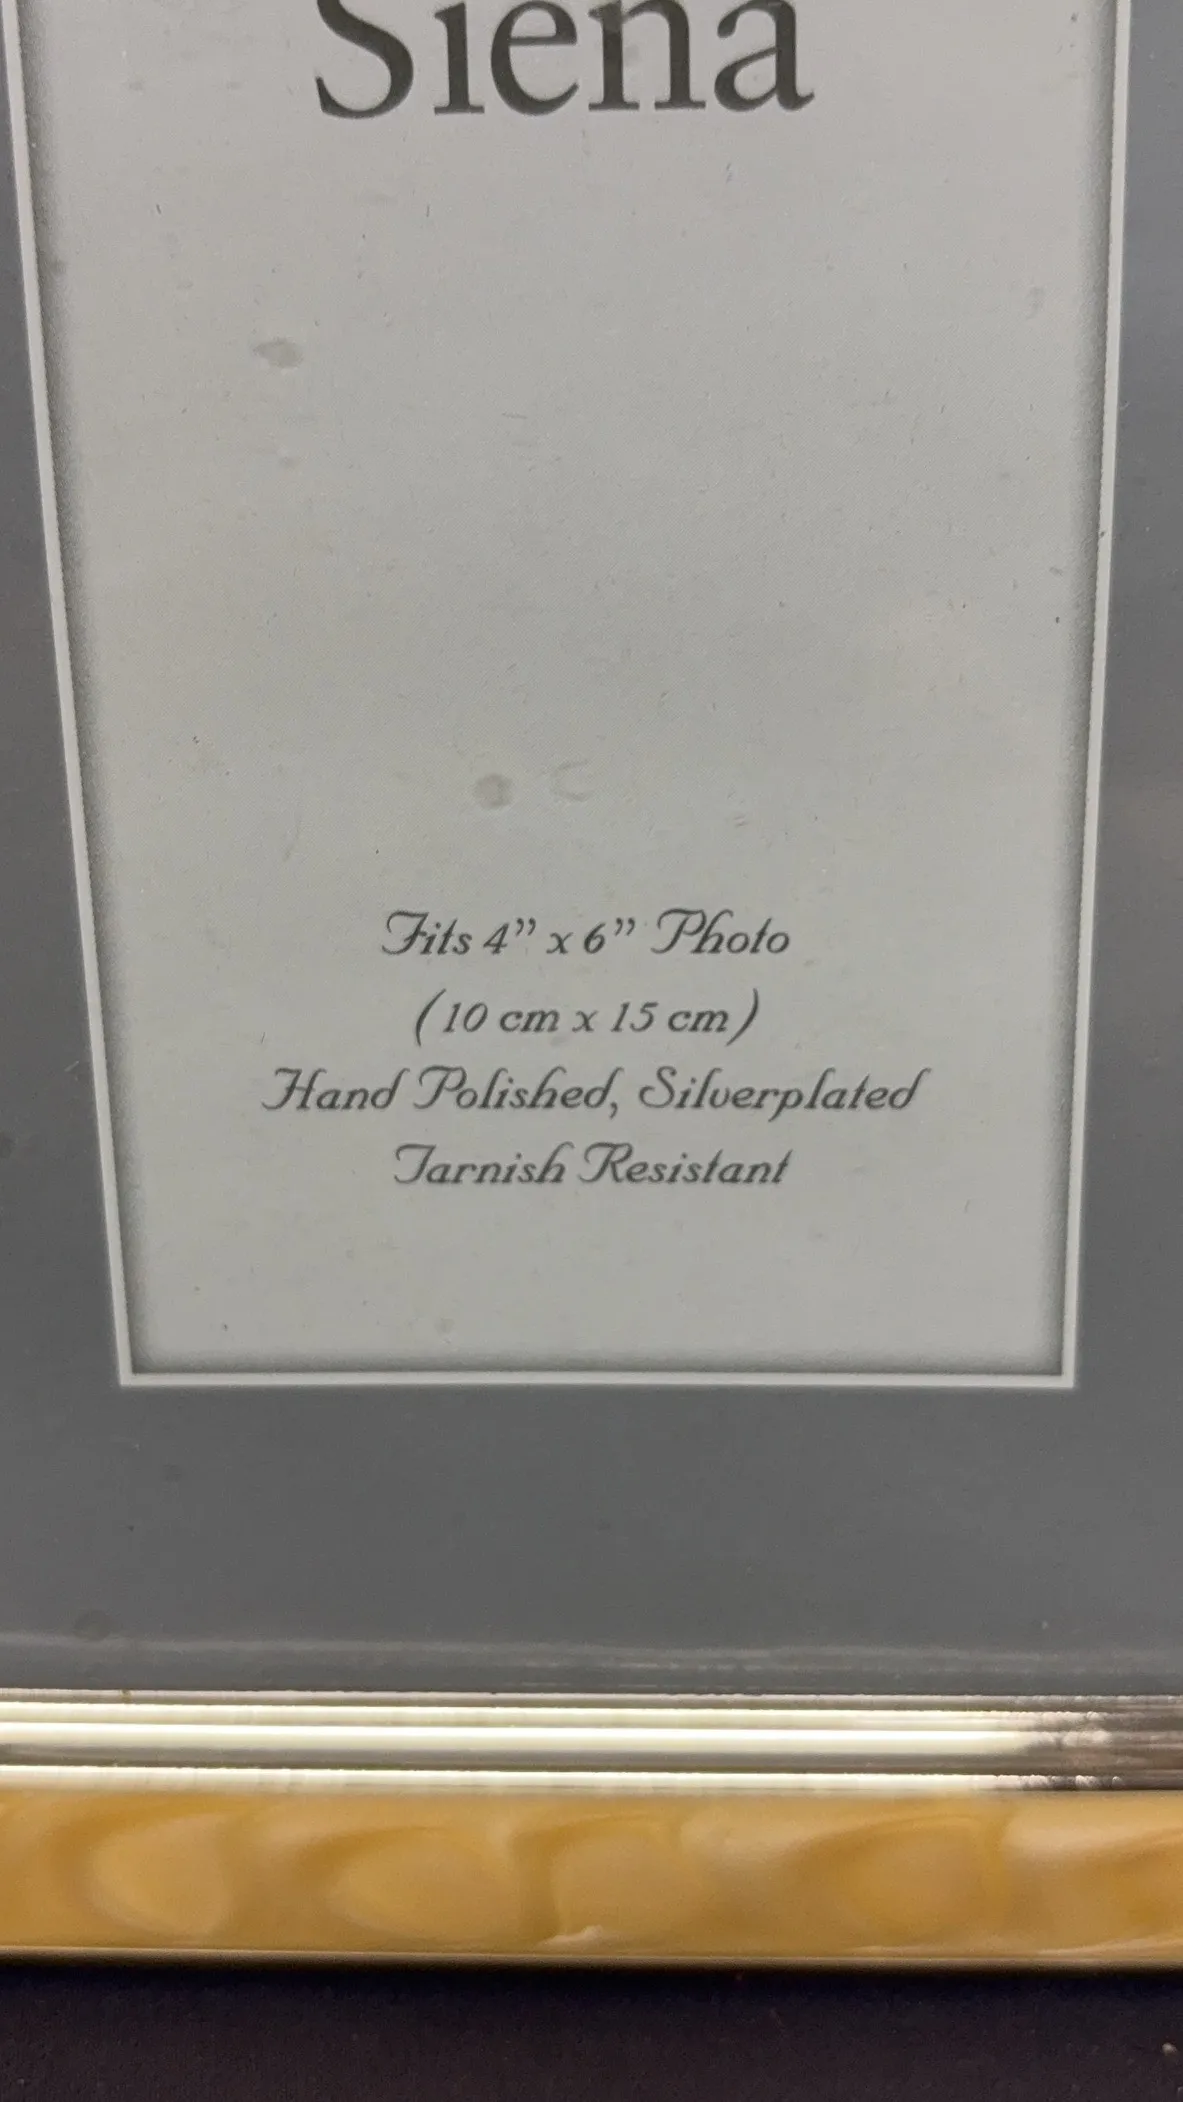 Siena
Fits 4” x 6” Photo
(10 cm x 15 cm)
Hand Polished, Silverplated
Tarnish Resistant